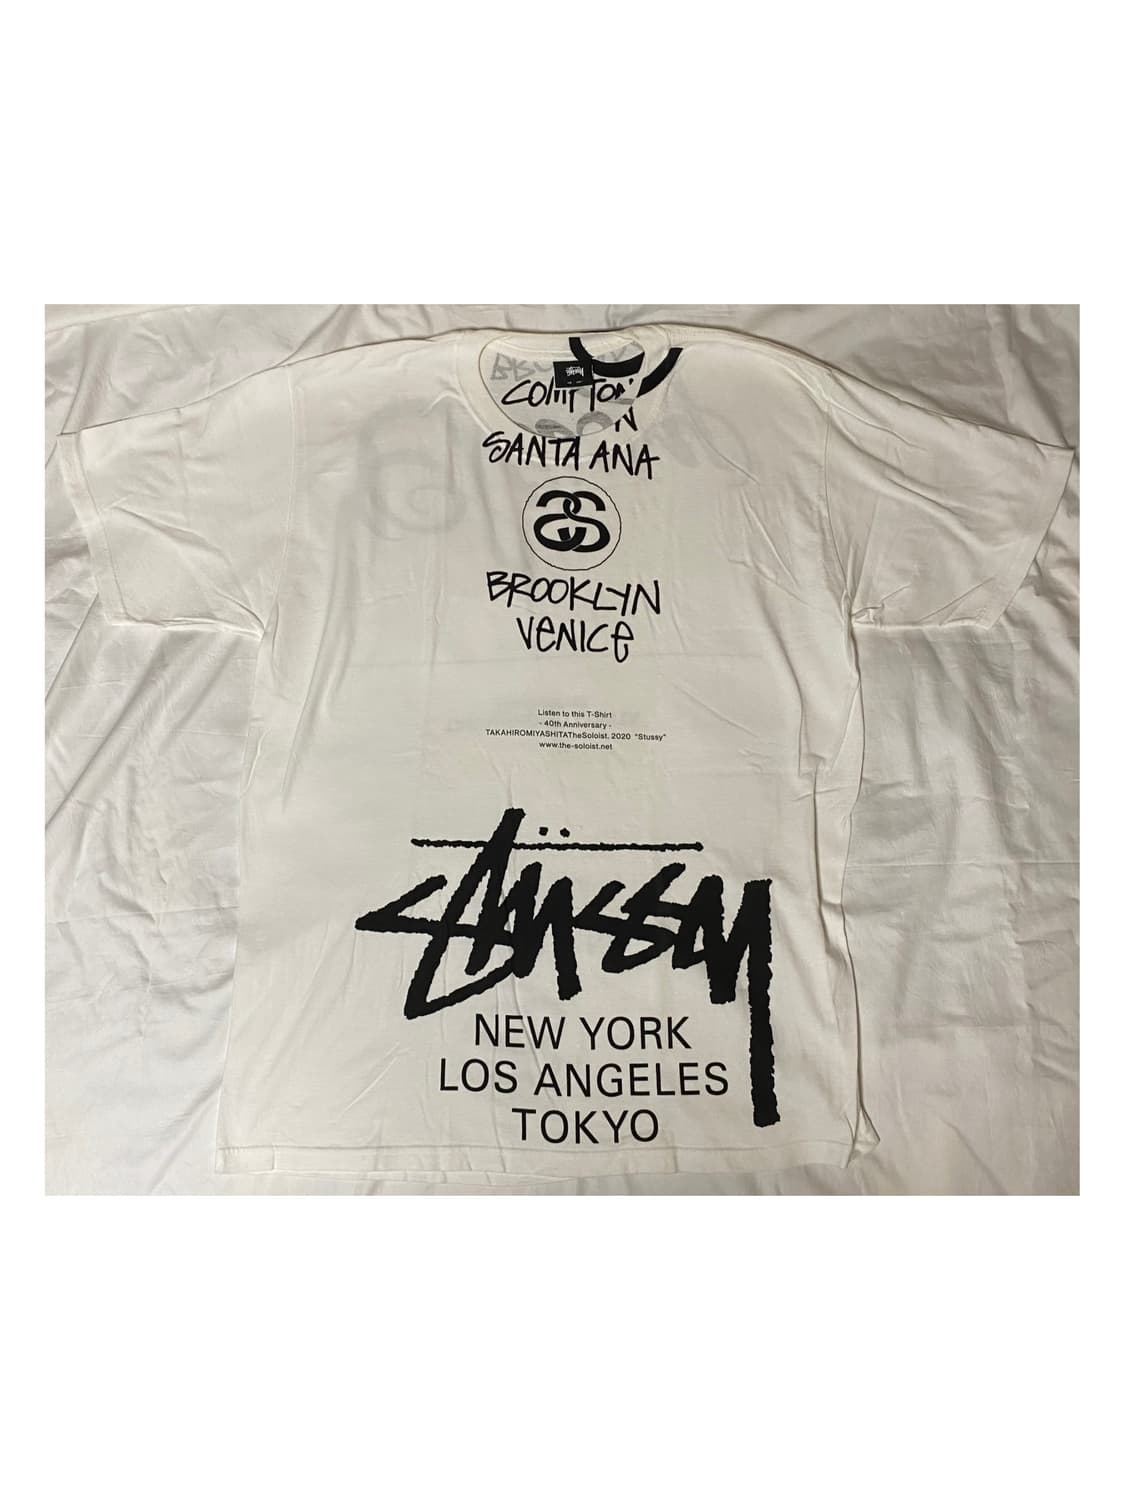 STÜSSY
COMPTON
SANTA ANA
BROOKLYN
VENICE
Listen to this T-Shirt
- 40th Anniversary -
TAKAHIROMIYASHITATheSoloist. 2020 "Stussy"
www.the-soloist.net
Stüssy
NEW YORK
LOS ANGELES
TOKYO